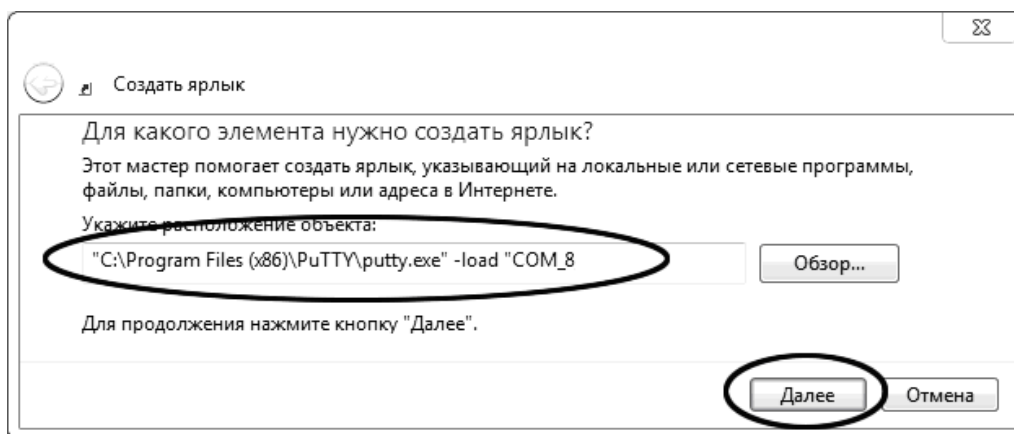 Создать ярлык
Для какого элемента нужно создать ярлык?
Этот мастер помогает создать ярлык, указывающий на локальные или сетевые программы,
файлы, папки, компьютеры или адреса в Интернете.
Укажите расположение объекта:
"C:\Program Files (x86)\PuTTY\putty.exe" -load "COM_8
Обзор...
Для продолжения нажмите кнопку "Далее".
Далее
Отмена